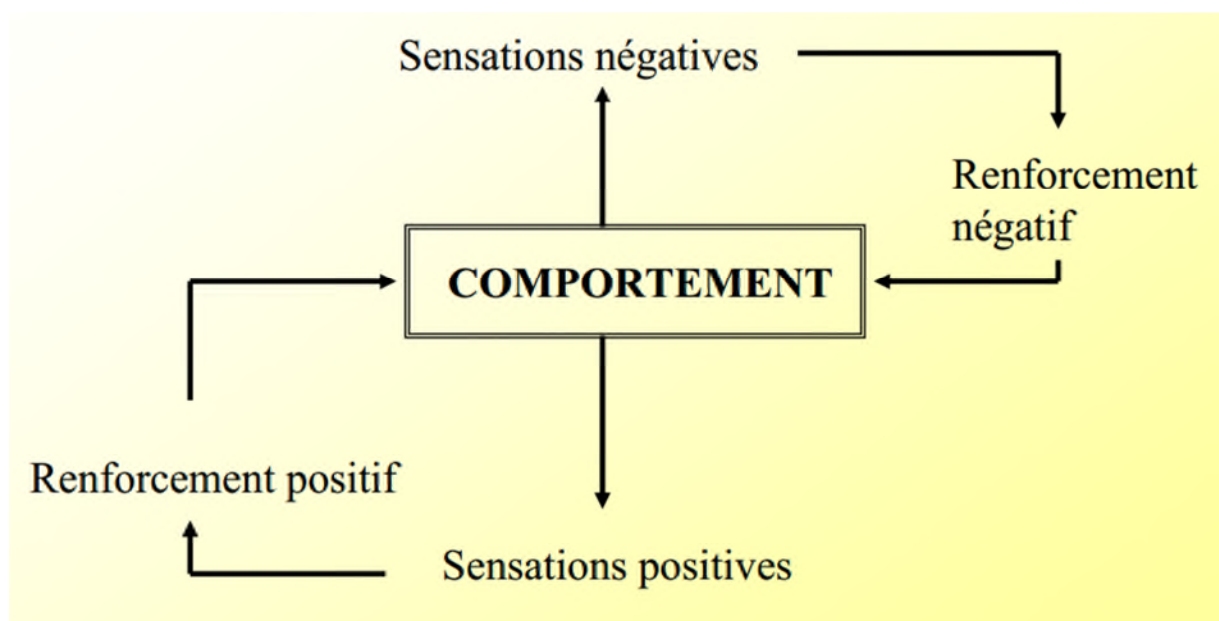 Sensations négatives
Renforcement
négatif
COMPORTEMENT
Renforcement positif
Sensations positives